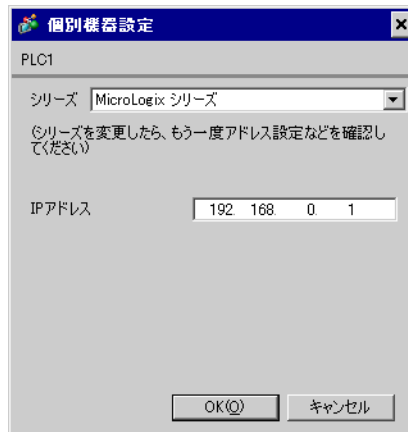 個別機器設定
PLC1
シリーズ MicroLogix シリーズ
(シリーズを変更したら、もう一度アドレス設定などを確認し
てください)
IPアドレス 192. 168. 0. 1
OK(O) キャンセル